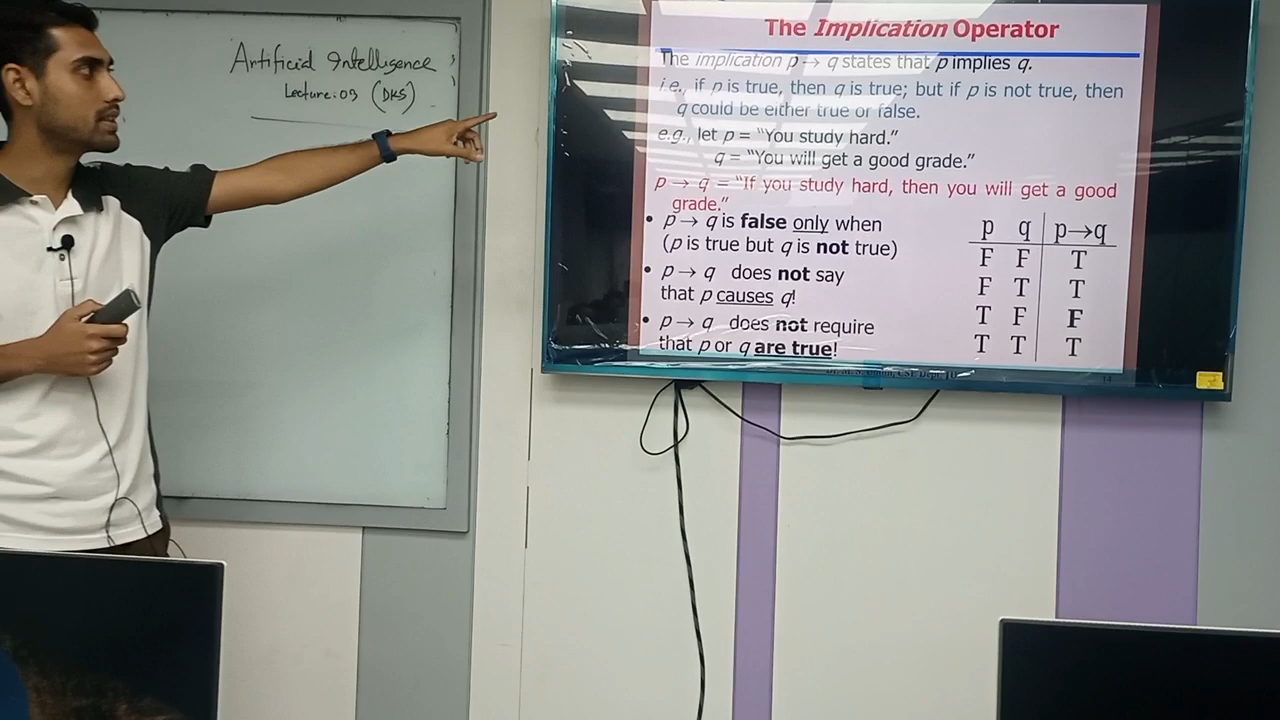 Artificial Intelligence
Lecture: 03 (DKS)
The Implication Operator
The implication p → q states that p implies q.
i.e., if p is true, then q is true; but if p is not true, then
q could be either true or false.
e.g., let p = "You study hard."
q = "You will get a good grade."
p → q = "If you study hard, then you will get a good
grade."
• p → q is false only when
(p is true but q is not true)
• p → q does not say
that p causes q!
• p → q does not require
that p or q are true!
p q p→q
F F T
F T T
T F F
T T T
14